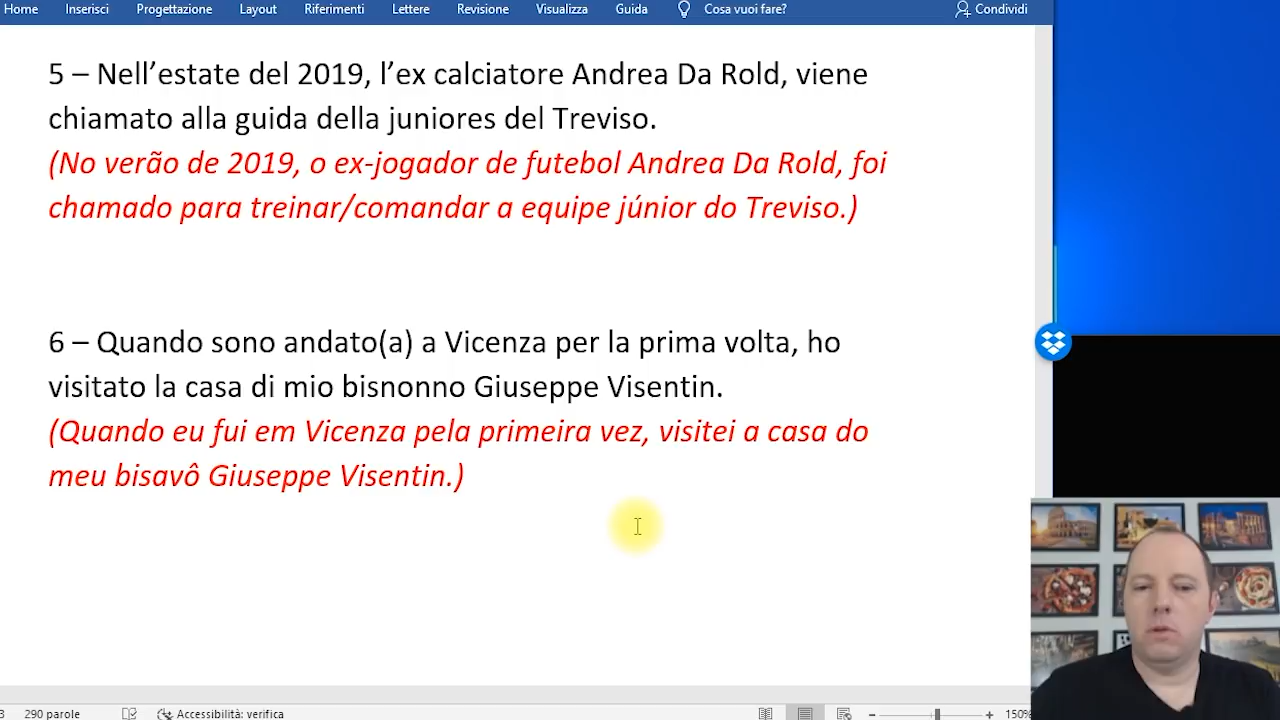 Home Inserisci Progettazione Layout Riferimenti Lettere Revisione Visualizza Guida Cosa vuoi fare? Condividi
5 – Nell’estate del 2019, l’ex calciatore Andrea Da Rold, viene
chiamato alla guida della juniores del Treviso.
(No verão de 2019, o ex-jogador de futebol Andrea Da Rold, foi
chamado para treinar/comandar a equipe júnior do Treviso.)
6 – Quando sono andato(a) a Vicenza per la prima volta, ho
visitato la casa di mio bisnonno Giuseppe Visentin.
(Quando eu fui em Vicenza pela primeira vez, visitei a casa do
meu bisavô Giuseppe Visentin.)
3 290 parole Accessibilità: verifica 150%